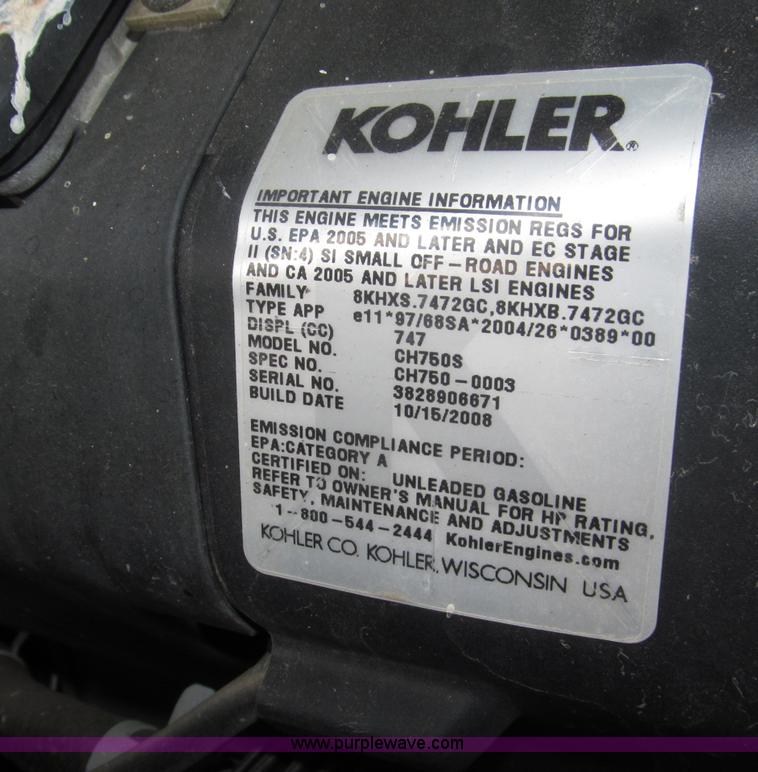 KOHLER®
IMPORTANT ENGINE INFORMATION
THIS ENGINE MEETS EMISSION REGS FOR
U.S. EPA 2005 AND LATER AND EC STAGE
II (SN:4) SI SMALL OFF-ROAD ENGINES
AND CA 2005 AND LATER LSI ENGINES
FAMILY 8KHXS.7472GC,8KHXB.7472GC
TYPE APP e11*97/68SA*2004/26*0389*00
DISPL (CC) 747
MODEL NO. CH750S
SPEC NO. CH750-0003
SERIAL NO. 3828906671
BUILD DATE 10/15/2008
EMISSION COMPLIANCE PERIOD:
EPA:CATEGORY A
CERTIFIED ON: UNLEADED GASOLINE
REFER TO OWNER'S MANUAL FOR HP RATING,
SAFETY, MAINTENANCE AND ADJUSTMENTS
1-800-544-2444 KohlerEngines.com
KOHLER CO. KOHLER, WISCONSIN USA
www.purplewave.com